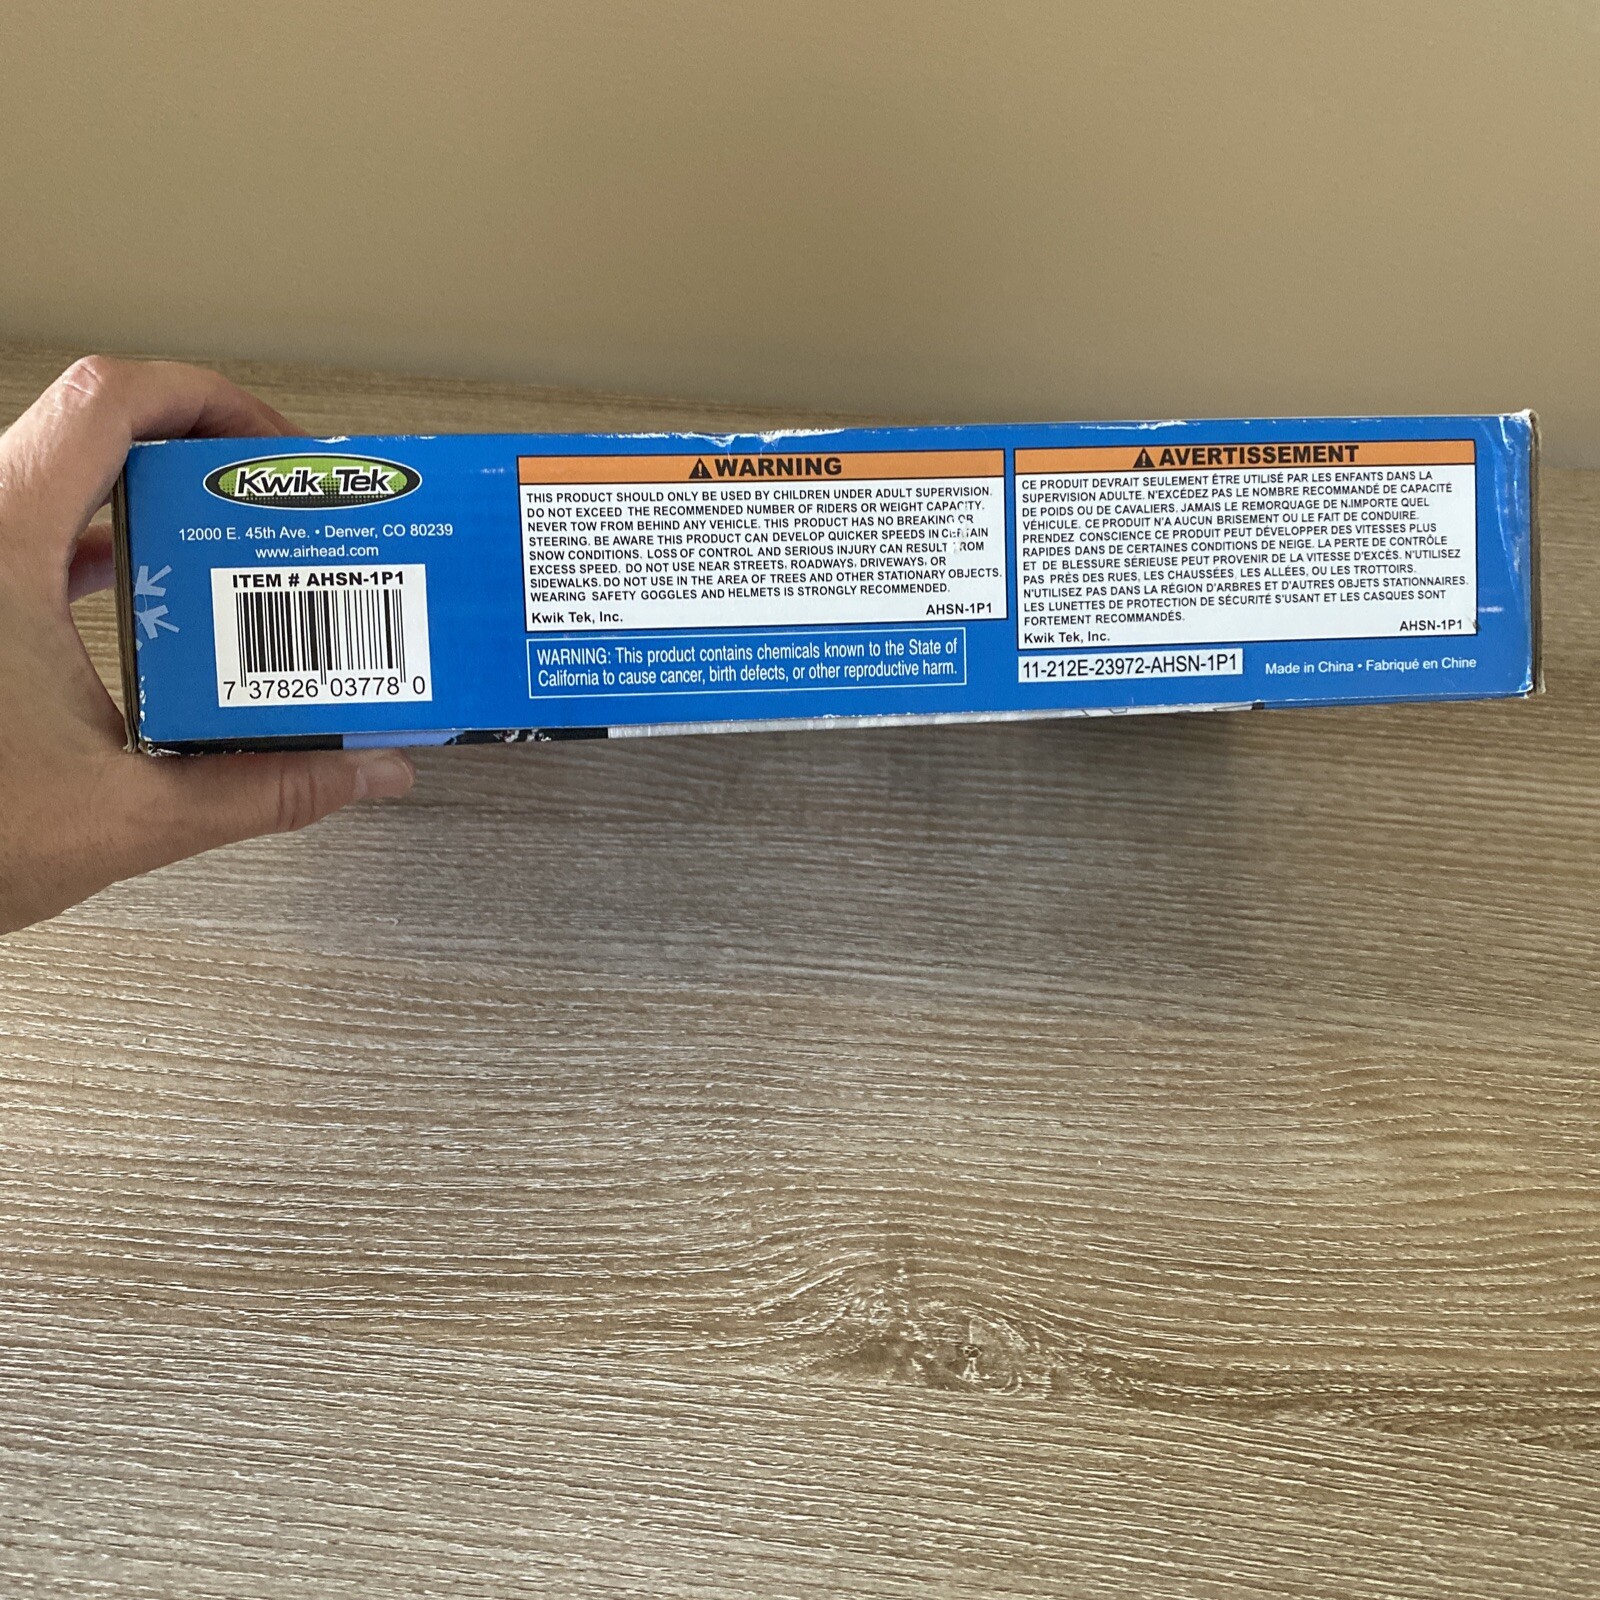 Kwik Tek
12000 E. 45th Ave. • Denver, CO 80239
www.airhead.com
ITEM # AHSN-1P1
7 37826 03778 0
WARNING
THIS PRODUCT SHOULD ONLY BE USED BY CHILDREN UNDER ADULT SUPERVISION.
DO NOT EXCEED THE RECOMMENDED NUMBER OF RIDERS OR WEIGHT CAPACITY.
NEVER TOW FROM BEHIND ANY VEHICLE. THIS PRODUCT HAS NO BREAKING OR
STEERING. BE AWARE THIS PRODUCT CAN DEVELOP QUICKER SPEEDS IN CERTAIN
SNOW CONDITIONS. LOSS OF CONTROL AND SERIOUS INJURY CAN RESULT FROM
EXCESS SPEED. DO NOT USE NEAR STREETS, ROADWAYS, DRIVEWAYS, OR
SIDEWALKS. DO NOT USE IN THE AREA OF TREES AND OTHER STATIONARY OBJECTS.
WEARING SAFETY GOGGLES AND HELMETS IS STRONGLY RECOMMENDED.
Kwik Tek, Inc. AHSN-1P1
WARNING: This product contains chemicals known to the State of
California to cause cancer, birth defects, or other reproductive harm.
AVERTISSEMENT
CE PRODUIT DEVRAIT SEULEMENT ÊTRE UTILISÉ PAR LES ENFANTS DANS LA
SUPERVISION ADULTE. N'EXCÉDEZ PAS LE NOMBRE RECOMMANDÉ DE CAPACITÉ
DE POIDS OU DE CAVALIERS. JAMAIS LE REMORQUAGE DE N.IMPORTE QUEL
VÉHICULE. CE PRODUIT N'A AUCUN BRISEMENT OU LE FAIT DE CONDUIRE.
PRENDEZ CONSCIENCE CE PRODUIT PEUT DÉVELOPPER DES VITESSES PLUS
RAPIDES DANS DE CERTAINES CONDITIONS DE NEIGE. LA PERTE DE CONTRÔLE
ET DE BLESSURE SÉRIEUSE PEUT PROVENIR DE LA VITESSE D'EXCÈS. N'UTILISEZ
PAS PRÉS DES RUES, LES CHAUSSÉES, LES ALLÉES, OU LES TROTTOIRS.
N'UTILISEZ PAS DANS LA RÉGION D'ARBRES ET D'AUTRES OBJETS STATIONNAIRES.
LES LUNETTES DE PROTECTION DE SÉCURITÉ S'USANT ET LES CASQUES SONT
FORTEMENT RECOMMANDÉS.
Kwik Tek, Inc. AHSN-1P1
11-212E-23972-AHSN-1P1 Made in China • Fabriqué en Chine